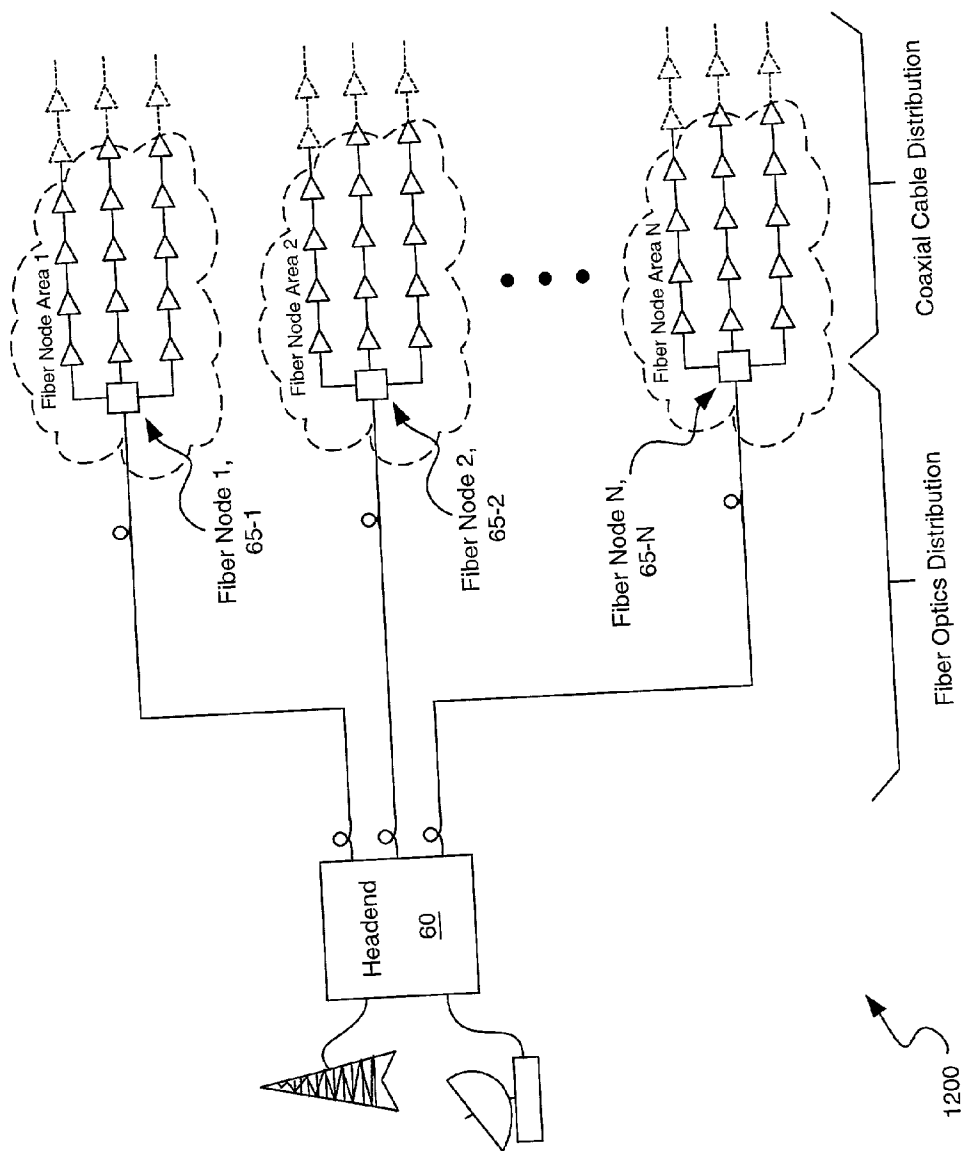 Fiber Node Area 1
Fiber Node 1,
65-1
Fiber Node Area 2
Fiber Node 2,
65-2
Fiber Node Area N
Fiber Node N,
65-N
Headend
60
Fiber Optics Distribution
Coaxial Cable Distribution
1200